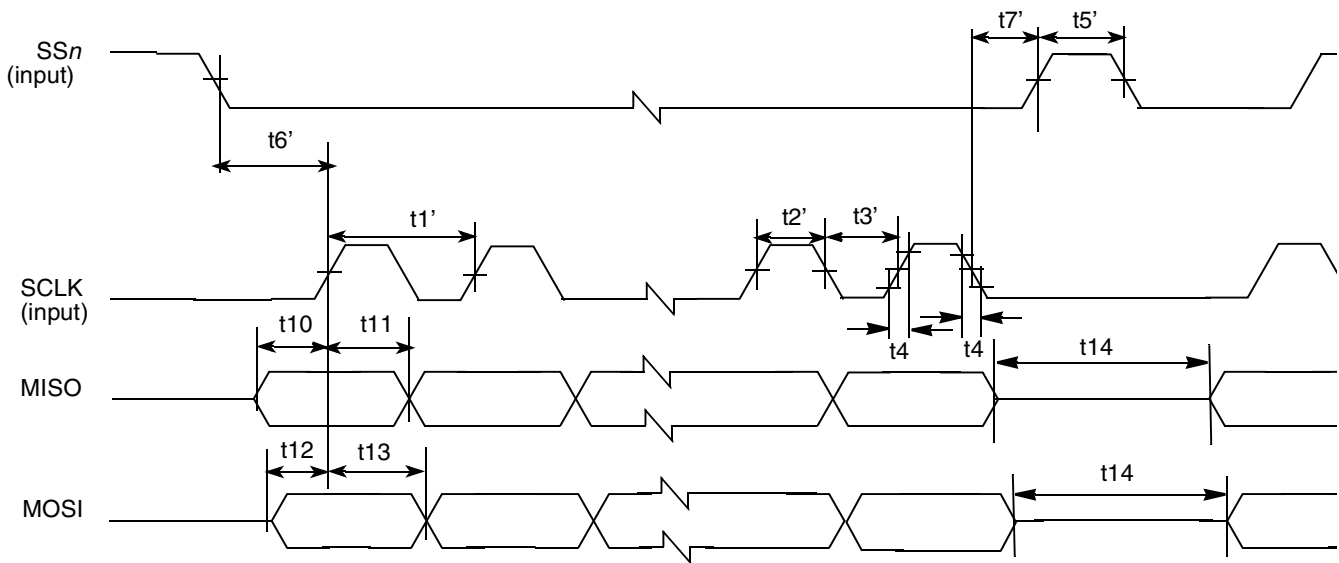 t7’ t5’
SSn
(input)
t6’
t1’ t2’ t3’
SCLK
(input)
t10 t11 t4 t4 t14
MISO
t12 t13 t14
MOSI